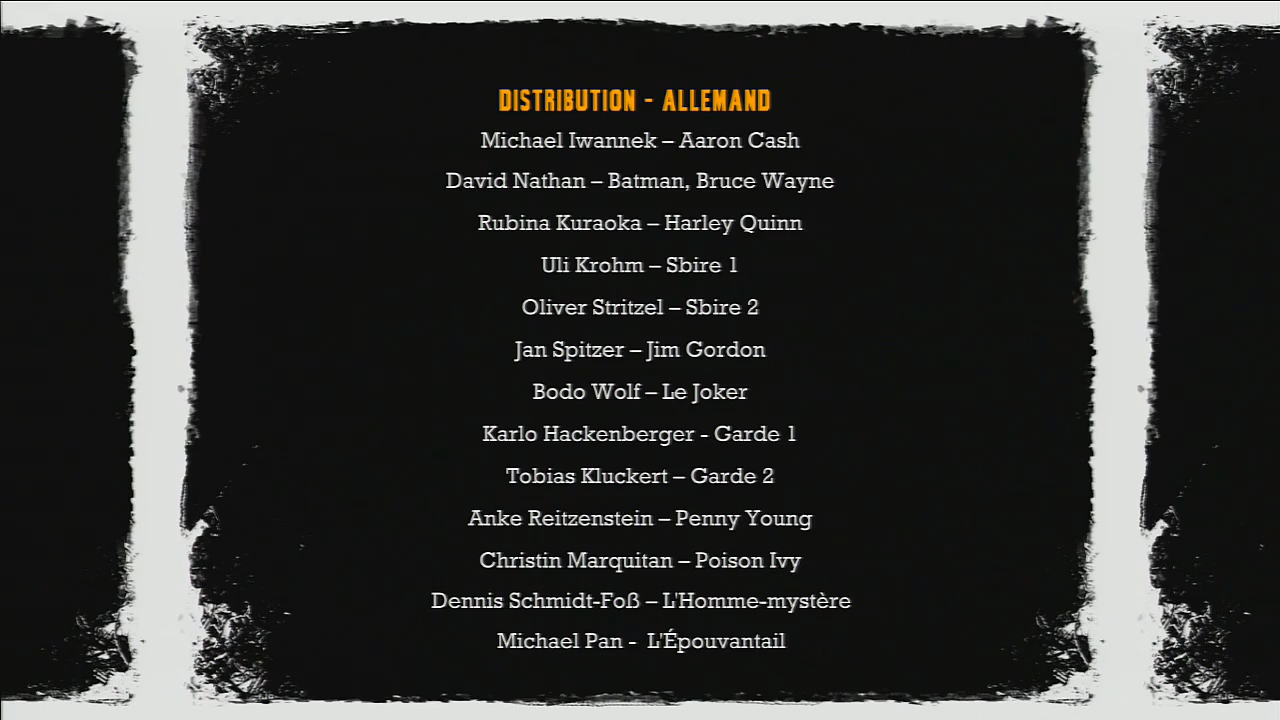 DISTRIBUTION - ALLEMAND
Michael Iwannek – Aaron Cash
David Nathan – Batman, Bruce Wayne
Rubina Kuraoka – Harley Quinn
Uli Krohm – Sbire 1
Oliver Stritzel – Sbire 2
Jan Spitzer – Jim Gordon
Bodo Wolf – Le Joker
Karlo Hackenberger - Garde 1
Tobias Kluckert – Garde 2
Anke Reitzenstein – Penny Young
Christin Marquitan – Poison Ivy
Dennis Schmidt-Foß – L'Homme-mystère
Michael Pan - L'Épouvantail